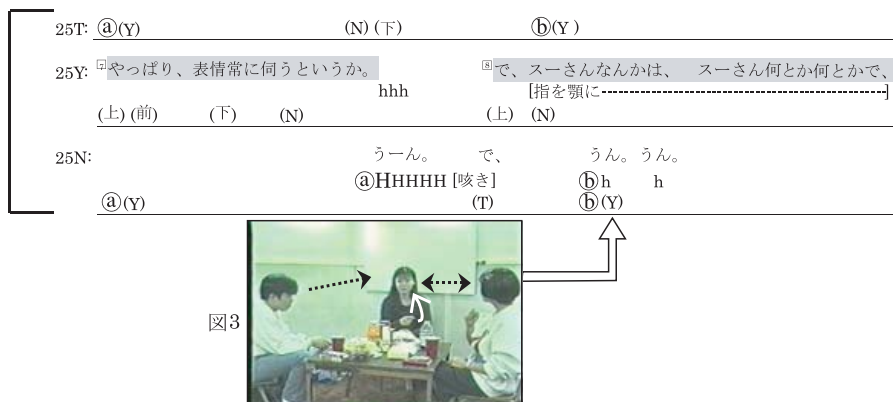 25T: ⓐ(Y) (N) (下) ⓑ(Y )
25Y: 7やっぱり、表情常に伺うというか。 8で、スーさんなんかは、 スーさん何とか何とかで、
hhh [指を顎に----------------------------------------]
(上) (前) (下) (N) (上) (N)
25N: うーん。 で、 うん。うん。
ⓐHHHHHH [咳き] ⓑh h
ⓐ(Y) (T) ⓑ(Y)
図3